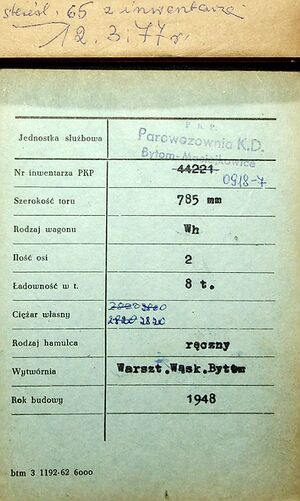 skreśl. 65 z inwentarza
12.3.77 r.
P. K. P.
Jednostka służbowa Parowozownia K.D.
Bytom-Maciejkowice
Nr inwentarza PKP 44221
0918-7
Szerokość toru 785 mm
Rodzaj wagonu Wh
Ilość osi 2
Ładowność w t. 8 t.
Ciężar własny
2820 2820
Rodzaj hamulca ręczny
Wytwórnia Warszt.Wąsk.Bytom
Rok budowy 1948
btm 3 1192-62 6000